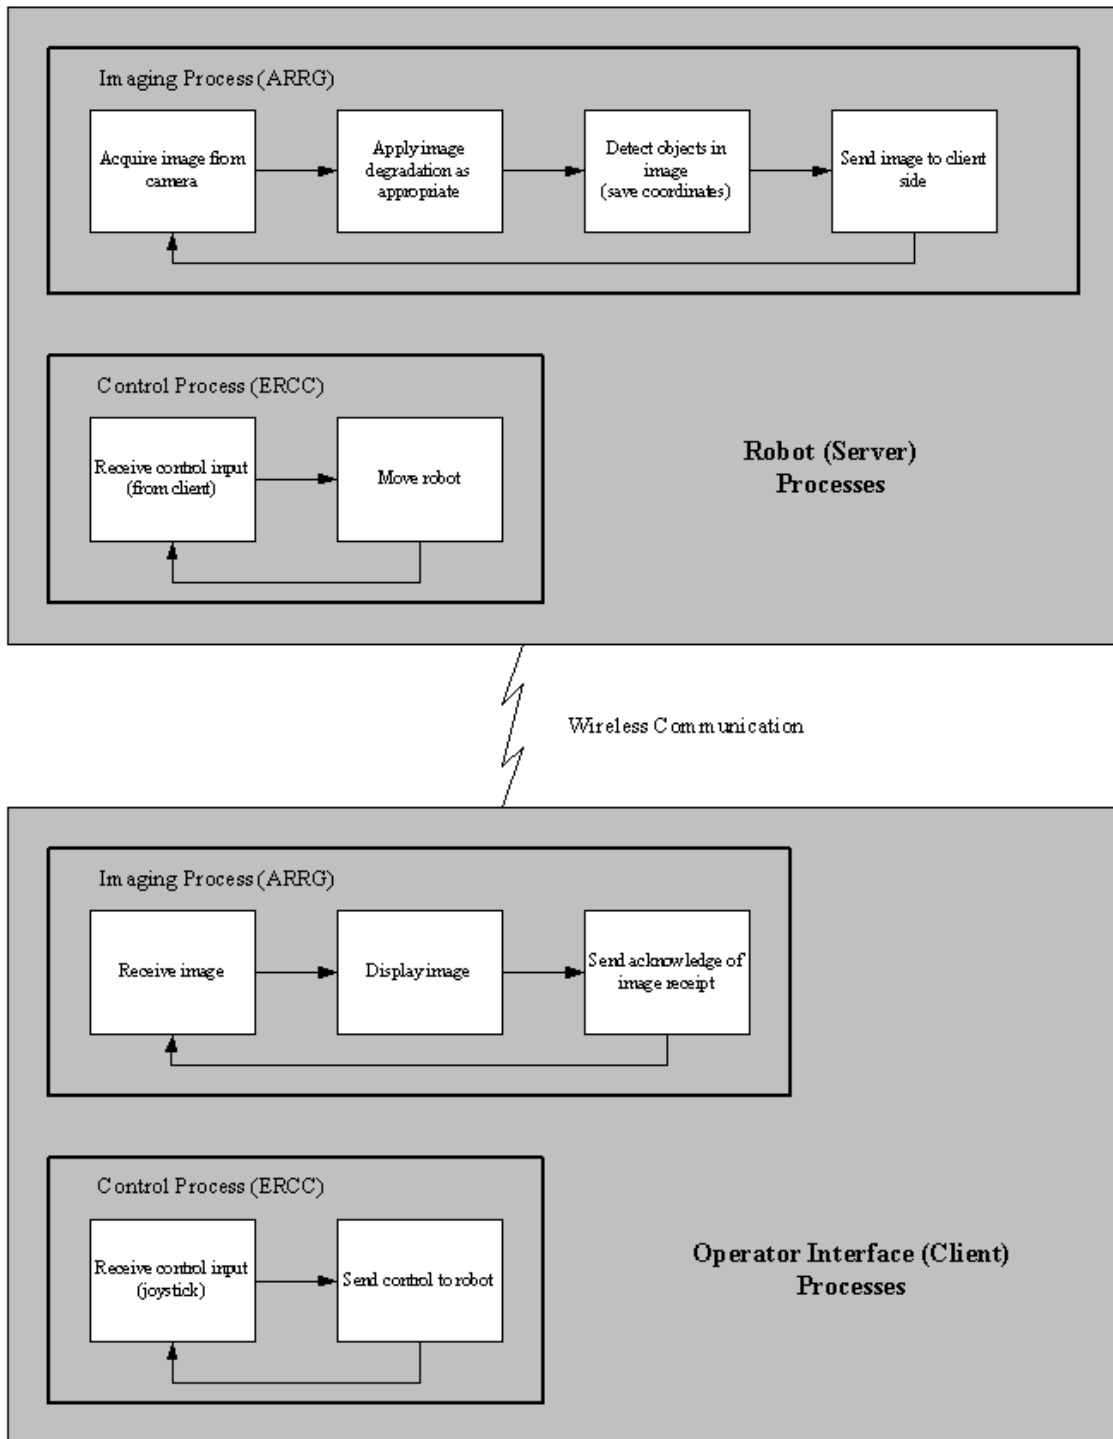 Imaging Process (ARRG)
Acquire image from
camera
Apply image
degradation as
appropriate
Detect objects in
image
(save coordinates)
Send image to client
side
Control Process (ERCC)
Receive control input
(from client)
Move robot
Robot (Server)
Processes
Wireless Communication
Imaging Process (ARRG)
Receive image
Display image
Send acknowledge of
image receipt
Control Process (ERCC)
Receive control input
(joystick)
Send control to robot
Operator Interface (Client)
Processes